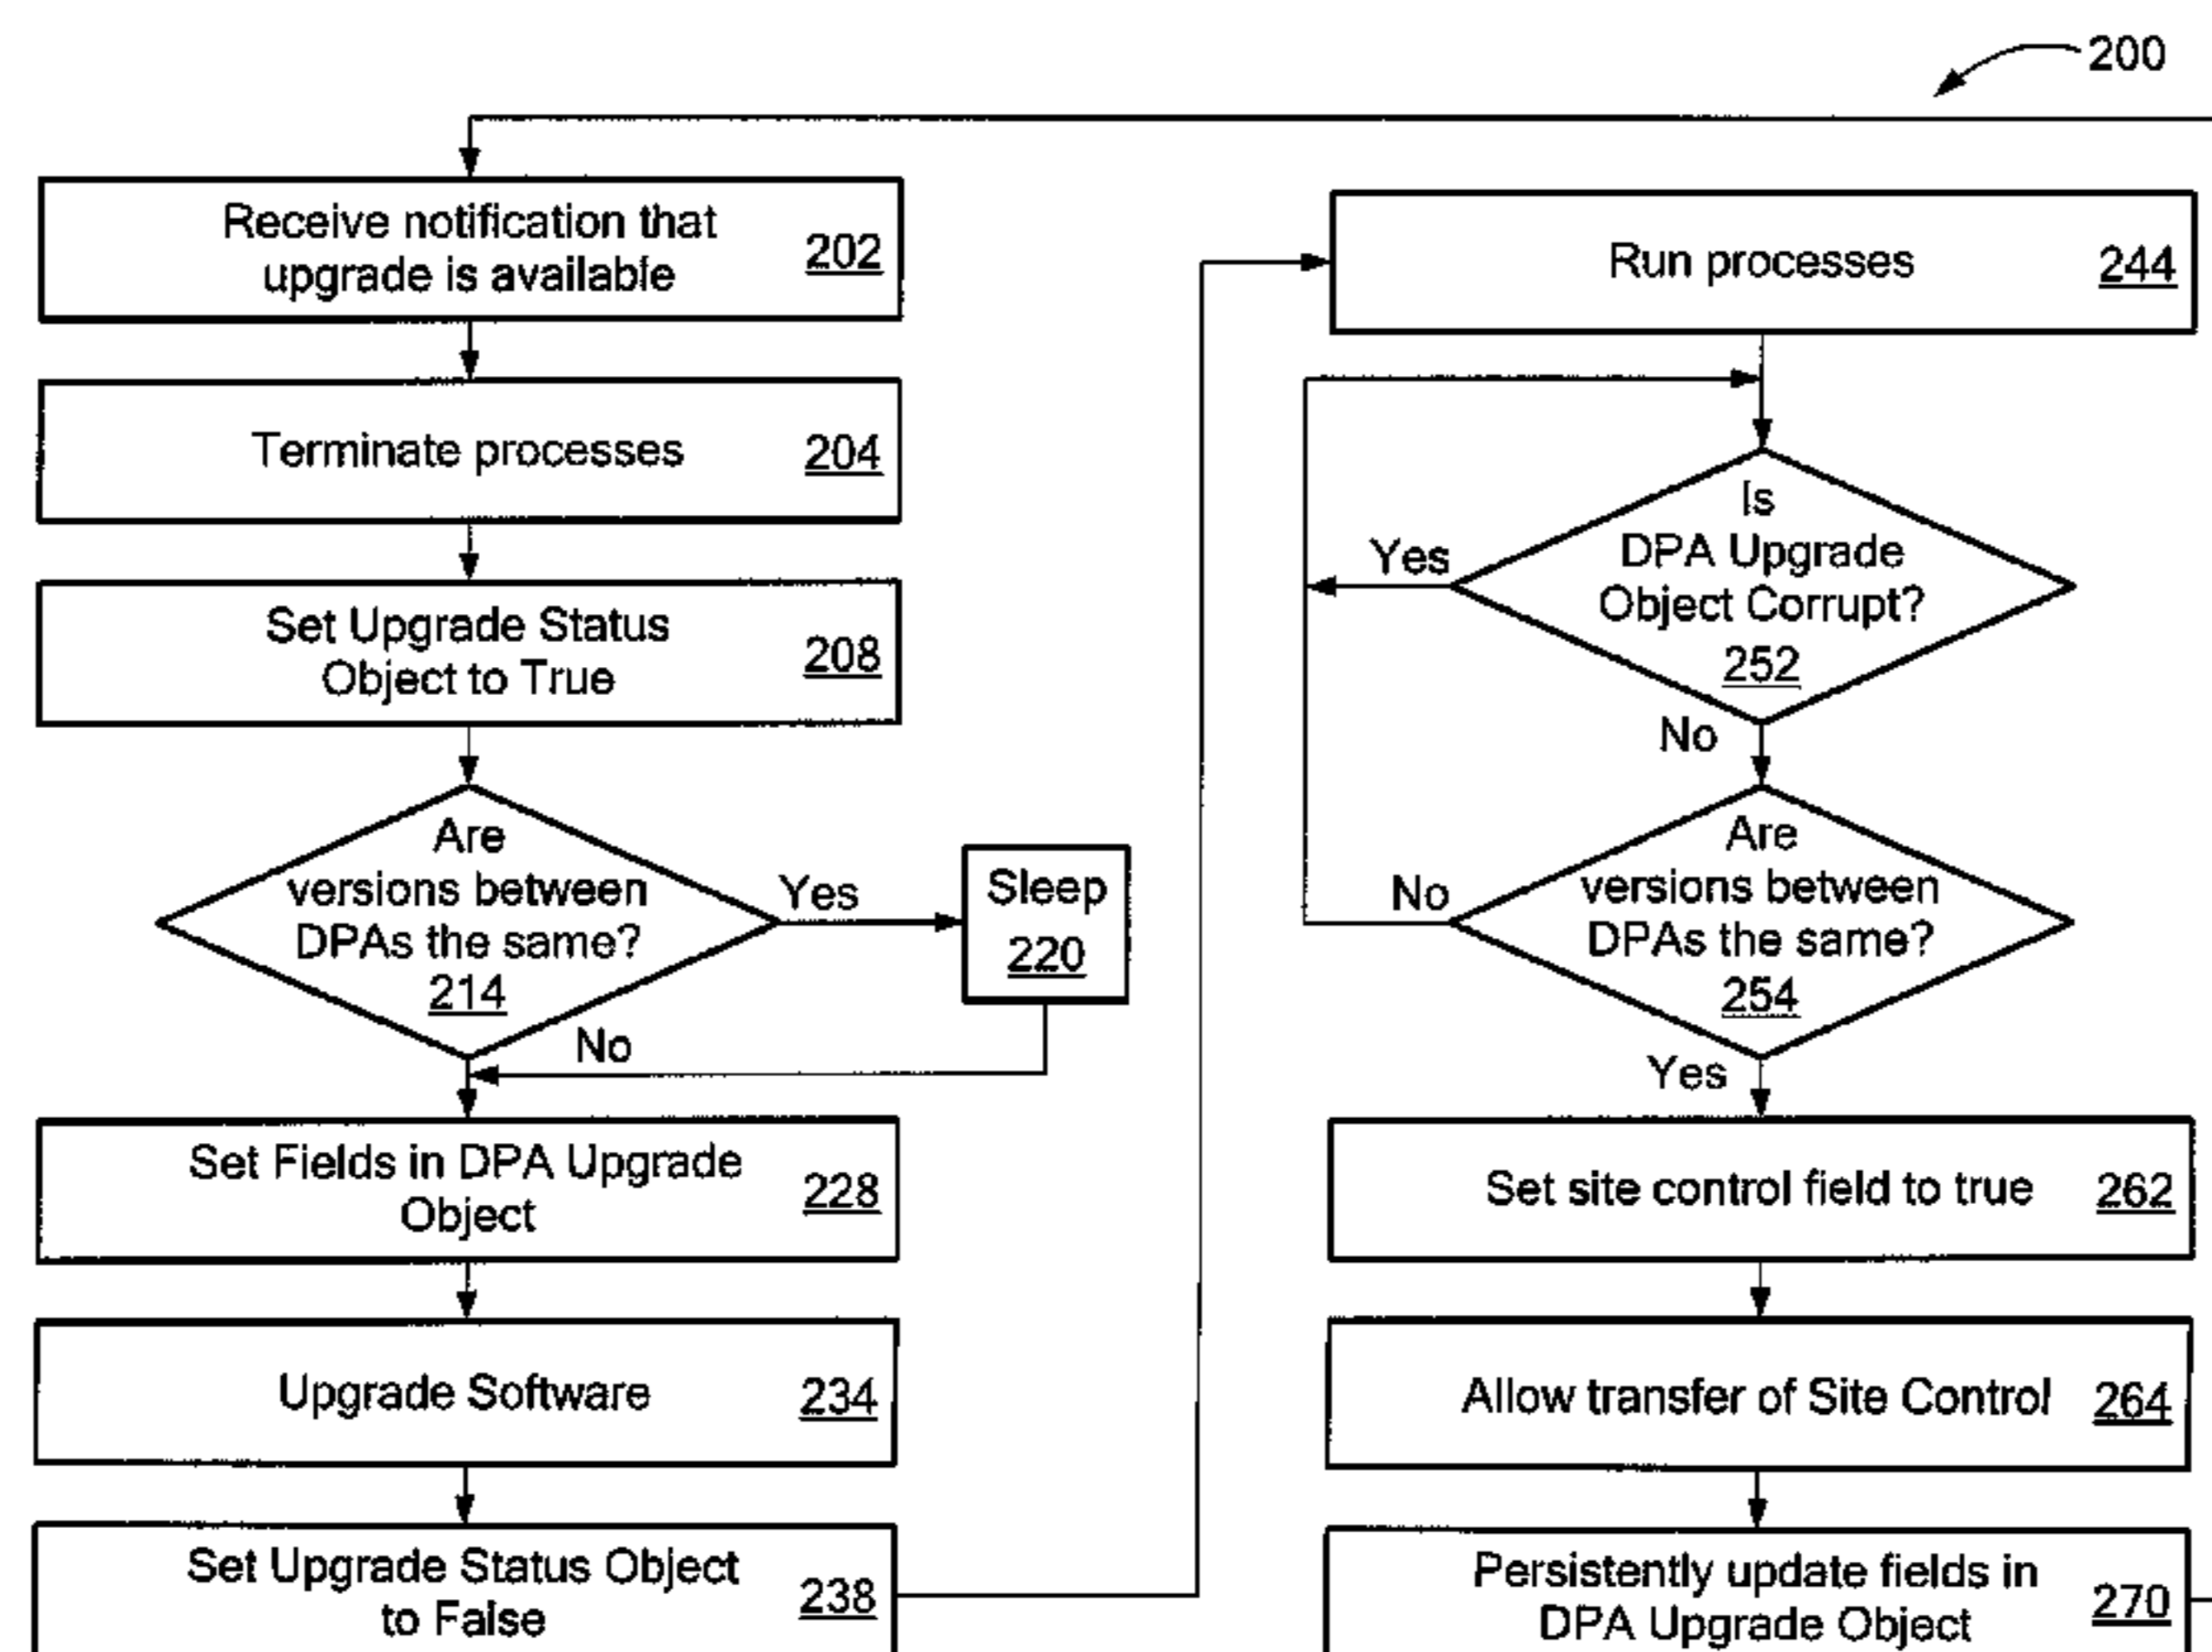 200
Receive notification that
upgrade is available
202
Terminate processes
204
Set Upgrade Status
Object to True
208
Are
versions between
DPAs the same?
214
Yes
Sleep
220
No
Set Fields in DPA Upgrade
Object
228
Upgrade Software
234
Set Upgrade Status Object
to False
238
Run processes
244
Is
DPA Upgrade
Object Corrupt?
252
Yes
No
Are
versions between
DPAs the same?
254
No
Yes
Set site control field to true
262
Allow transfer of Site Control
264
Persistently update fields in
DPA Upgrade Object
270